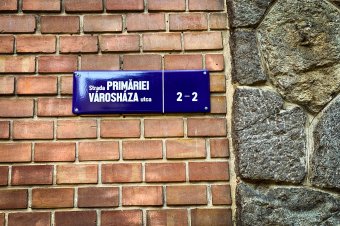 Strada PRIMĂRIEI
VÁROSHÁZA utca
2-2